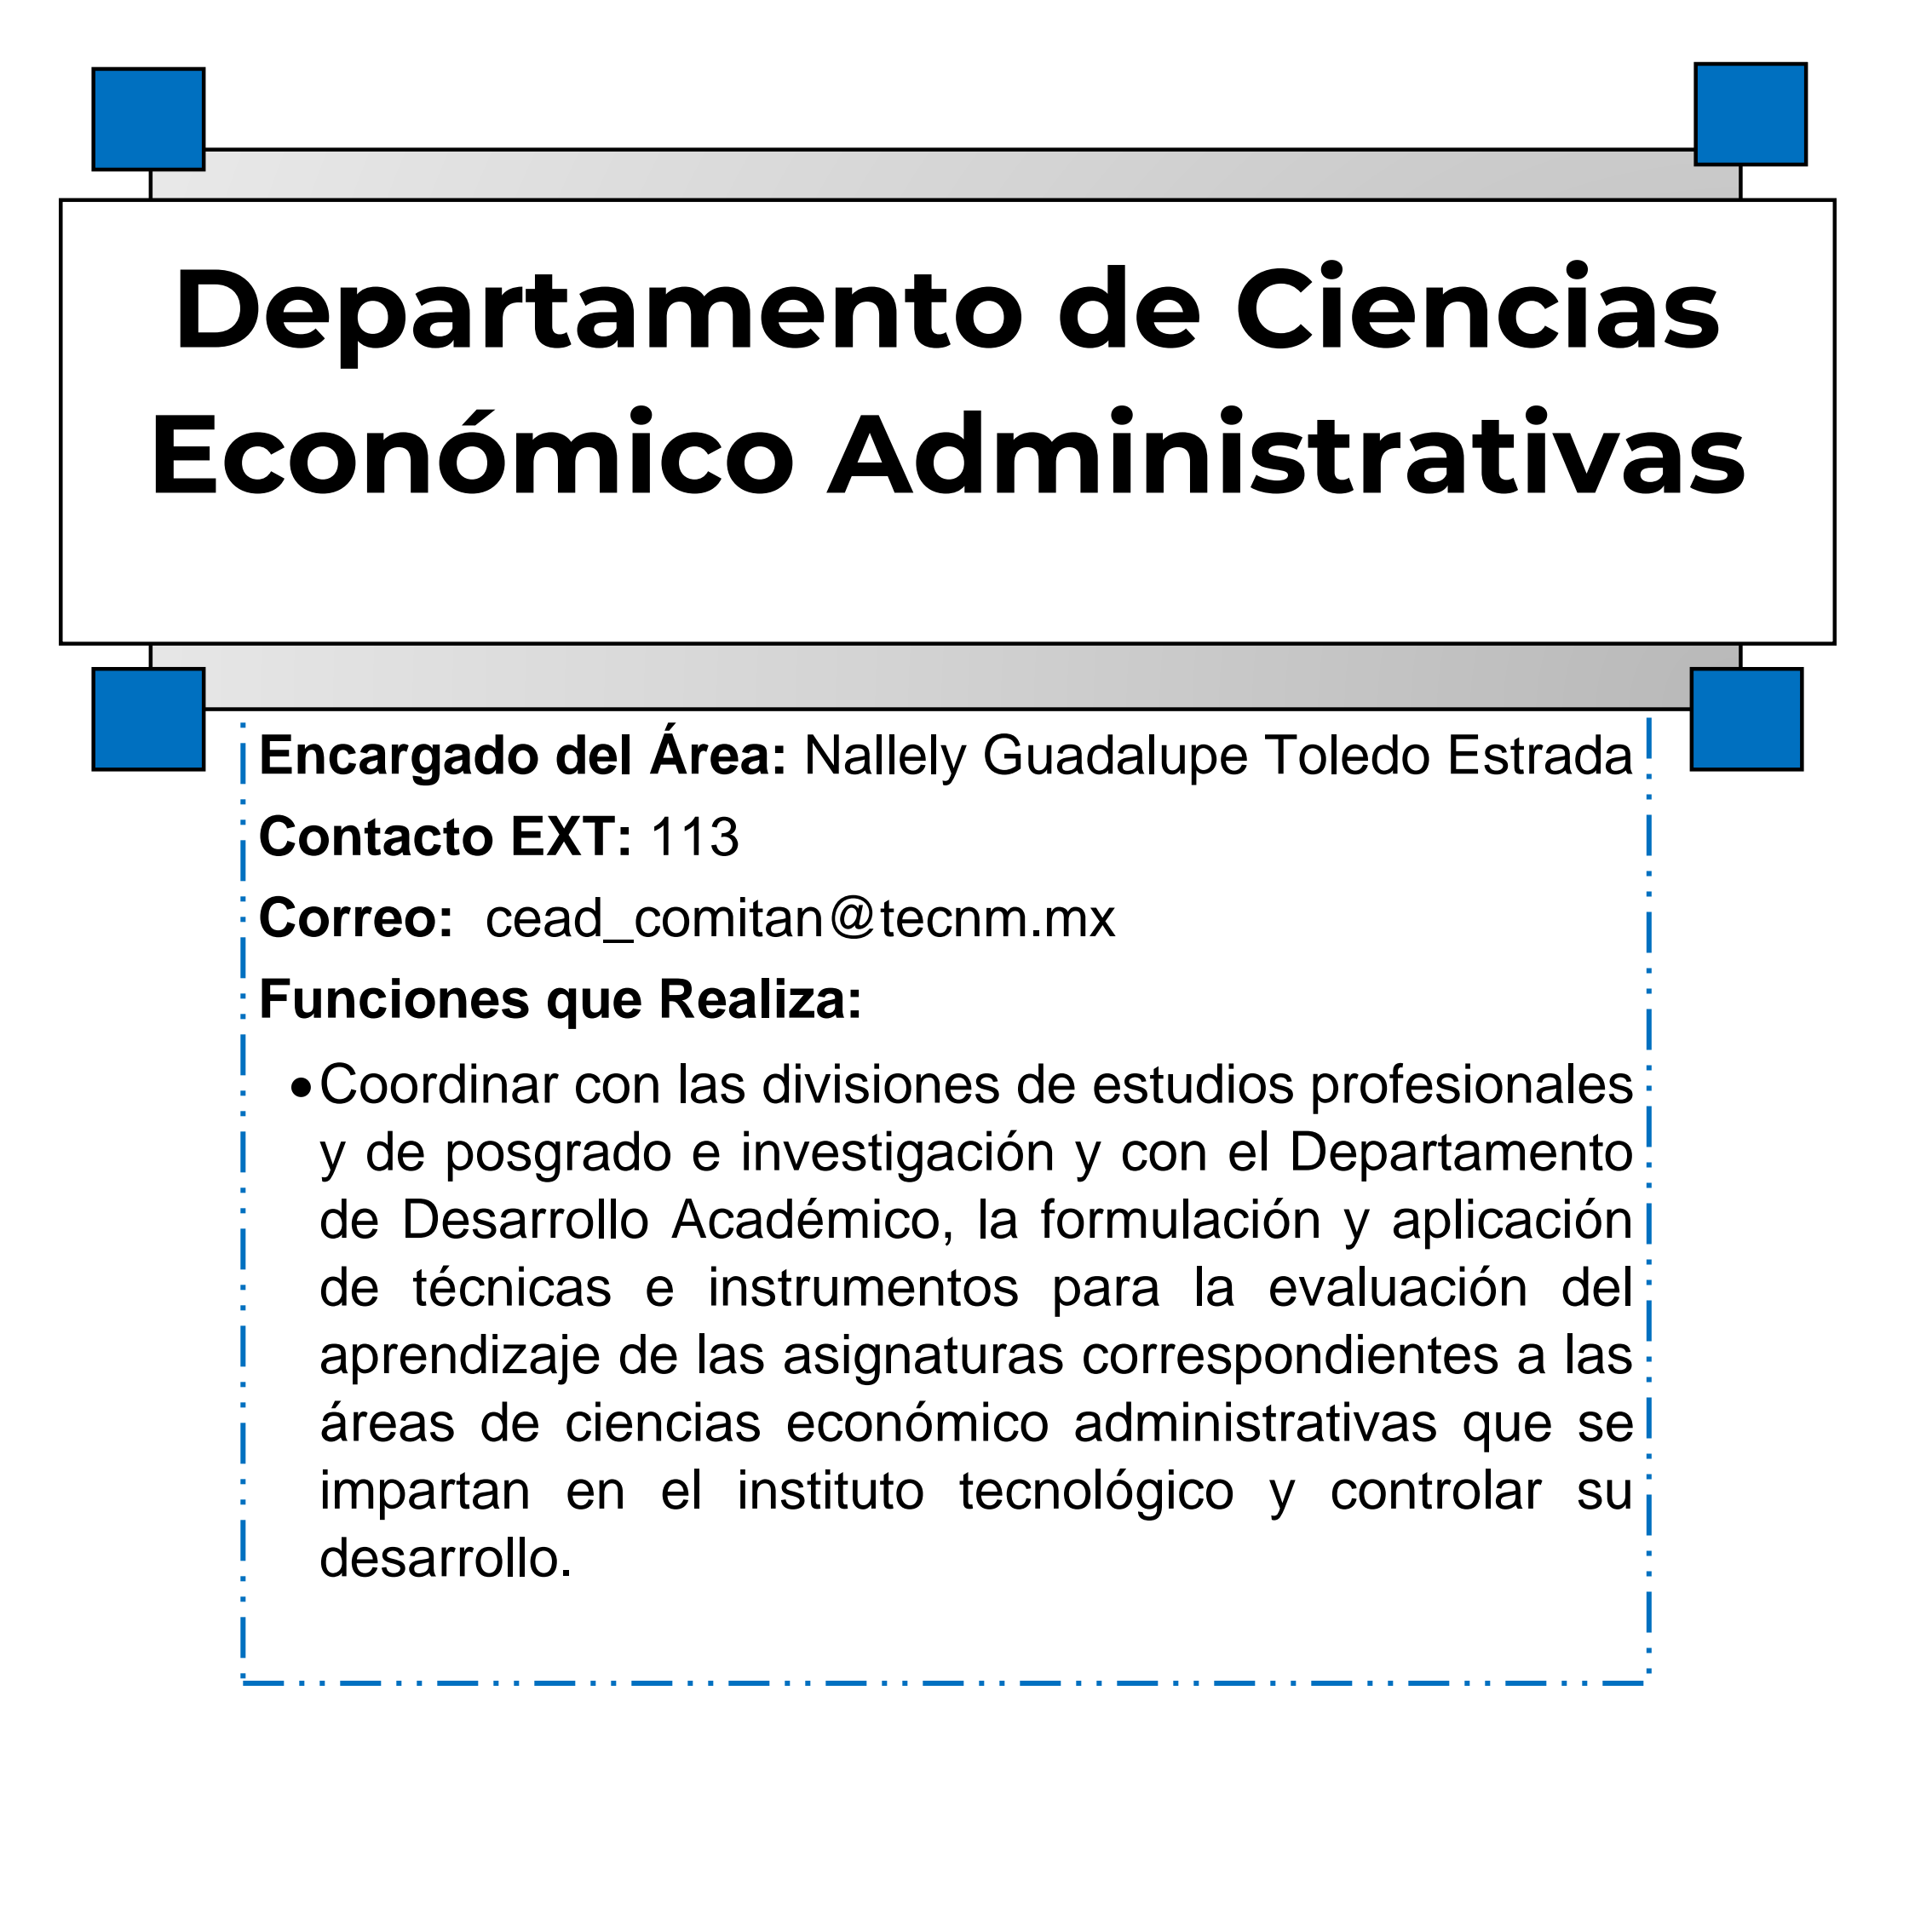 Departamento de Ciencias
Económico Administrativas
Encargado del Área: Nallely Guadalupe Toledo Estrada
Contacto EXT: 113
Correo: cead_comitan@tecnm.mx
Funciones que Realiza:
•Coordinar con las divisiones de estudios profesionales
y de posgrado e investigación y con el Departamento
de Desarrollo Académico, la formulación y aplicación
de técnicas e instrumentos para la evaluación del
aprendizaje de las asignaturas correspondientes a las
áreas de ciencias económico administrativas que se
impartan en el instituto tecnológico y controlar su
desarrollo.